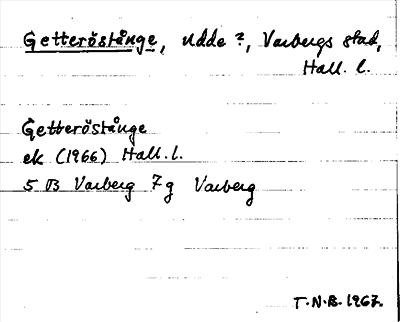 Getteröstånge, udde?, Varbergs stad,
Hall. l.
Getteröstånge
ek (1966) Hall. l.
5 B Varberg 7 g Varberg
T.N.B. 1967.